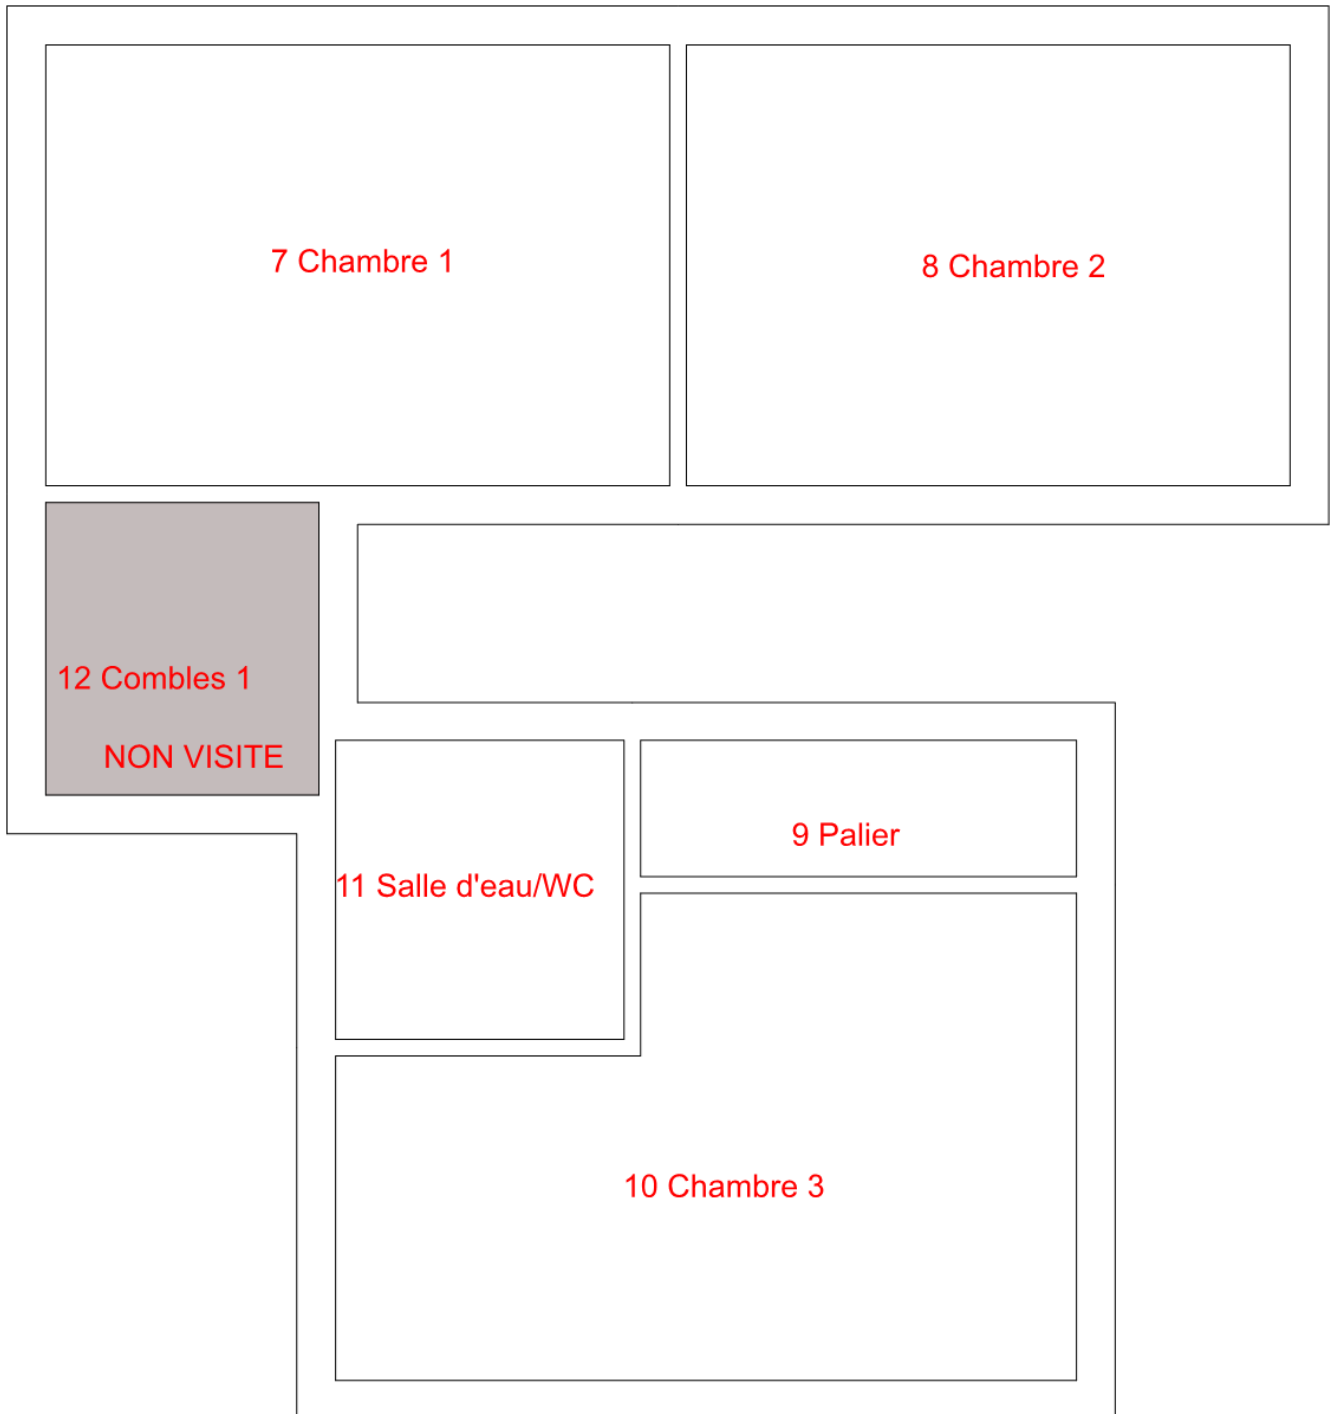 7 Chambre 1
8 Chambre 2
12 Combles 1
NON VISITE
9 Palier
11 Salle d'eau/WC
10 Chambre 3